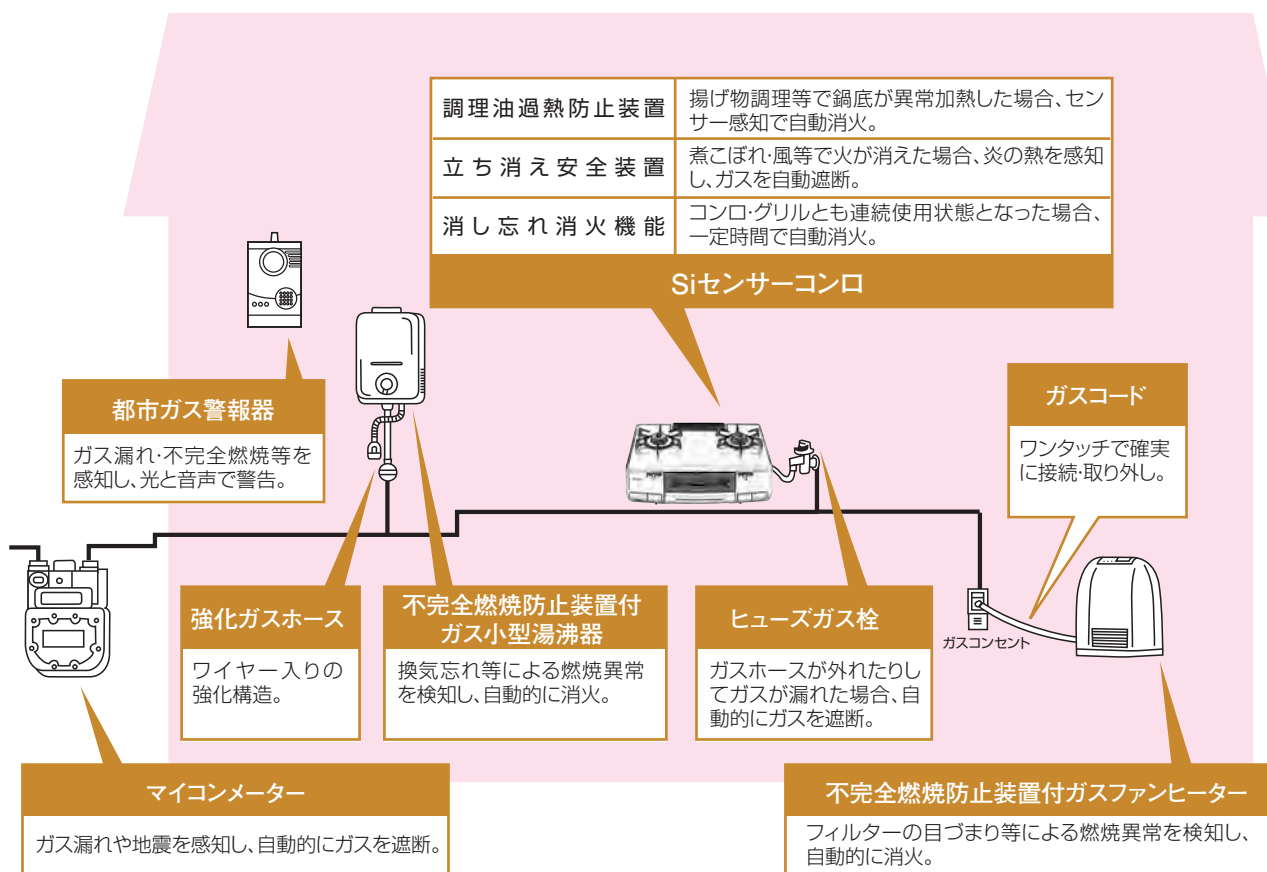 調理油過熱防止装置
揚げ物調理等で鍋底が異常加熱した場合、セン
サー感知で自動消火。
立ち消え安全装置
煮こぼれ・風等で火が消えた場合、炎の熱を感知
し、ガスを自動遮断。
消し忘れ消火機能
コンロ・グリルとも連続使用状態となった場合、
一定時間で自動消火。
Siセンサーコンロ
都市ガス警報器
ガス漏れ・不完全燃焼等を
感知し、光と音声で警告。
ガスコード
ワンタッチで確実
に接続・取り外し。
強化ガスホース
ワイヤー入りの
強化構造。
不完全燃焼防止装置付
ガス小型湯沸器
換気忘れ等による燃焼異常
を検知し、自動的に消火。
ヒューズガス栓
ガスホースが外れたりし
てガスが漏れた場合、自
動的にガスを遮断。
ガスコンセント
マイコンメーター
ガス漏れや地震を感知し、自動的にガスを遮断。
不完全燃焼防止装置付ガスファンヒーター
フィルターの目づまり等による燃焼異常を検知し、
自動的に消火。